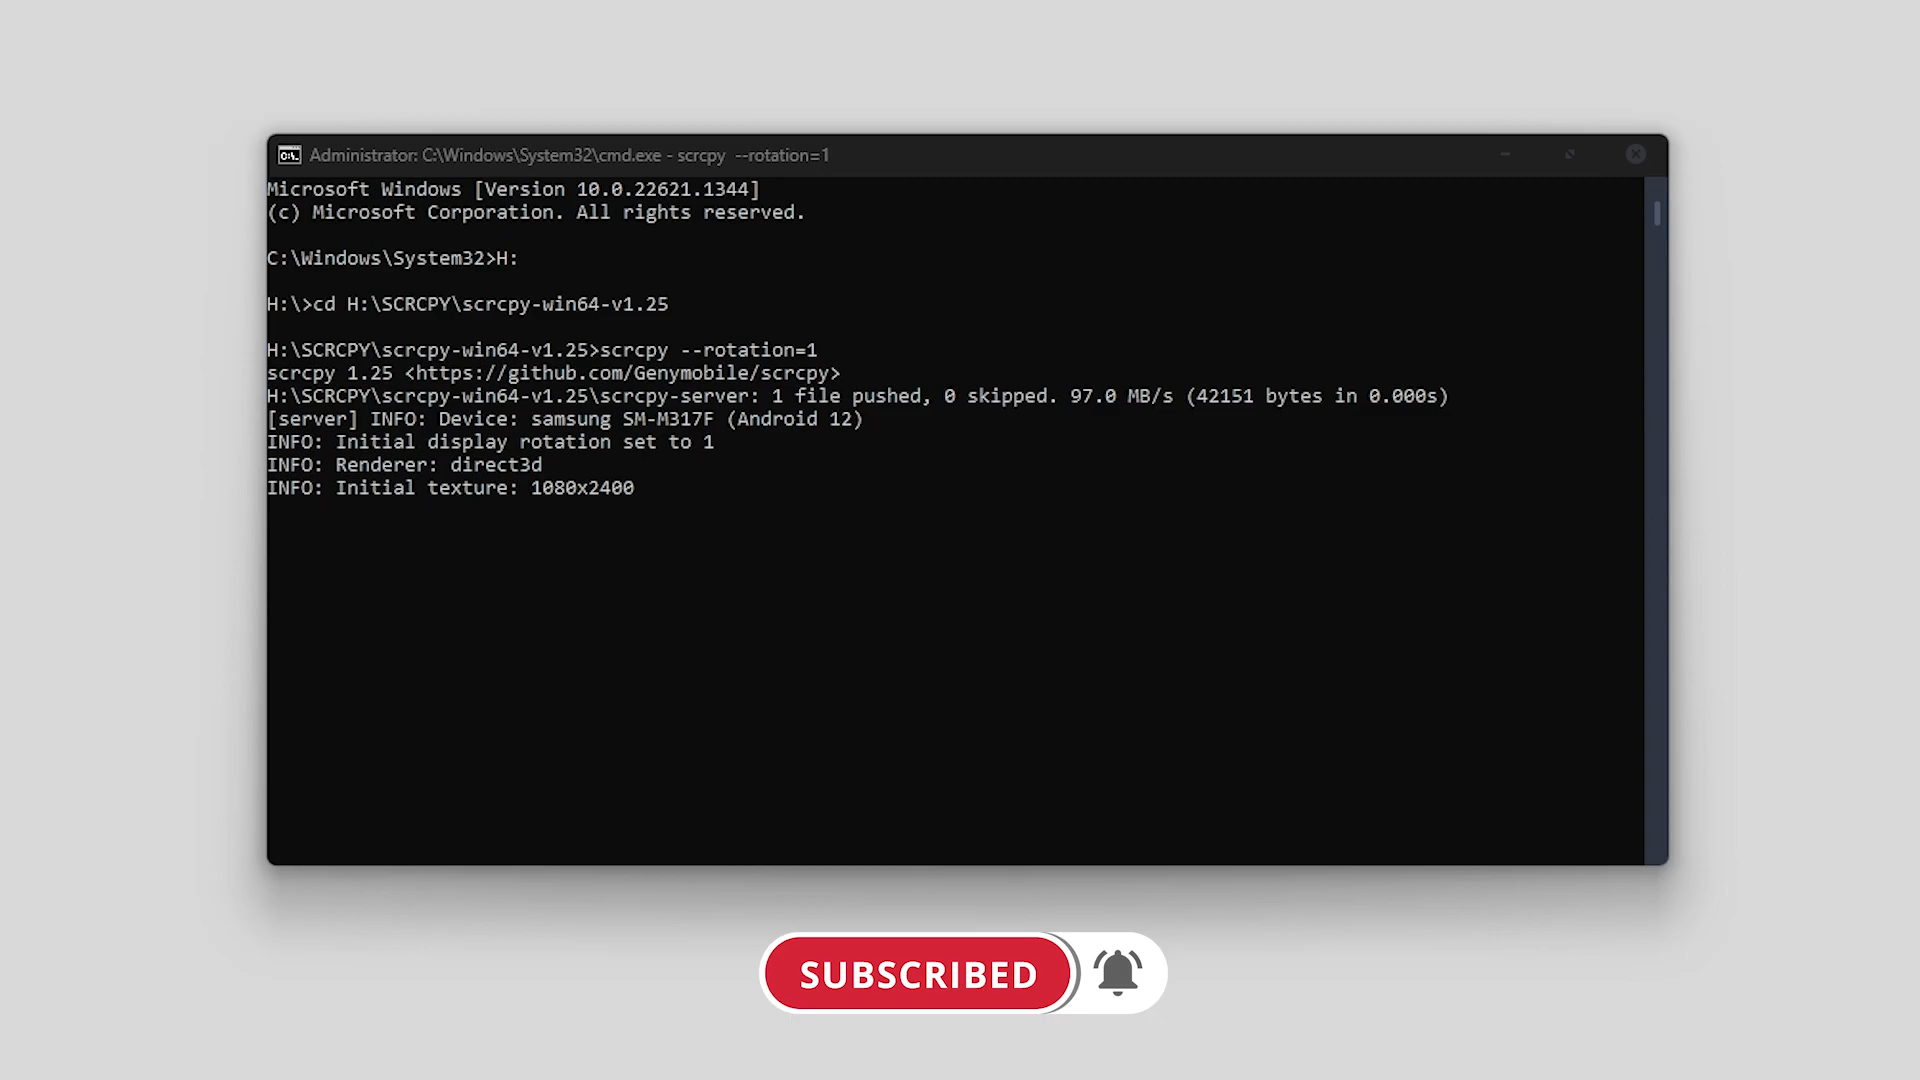 Administrator: C:\Windows\System32\cmd.exe - scrcpy  --rotation=1
Microsoft Windows [Version 10.0.22621.1344]
(c) Microsoft Corporation. All rights reserved.
C:\Windows\System32>H:
H:\>cd H:\SCRCPY\scrcpy-win64-v1.25
H:\SCRCPY\scrcpy-win64-v1.25>scrcpy --rotation=1
scrcpy 1.25 <https://github.com/Genymobile/scrcpy>
H:\SCRCPY\scrcpy-win64-v1.25\scrcpy-server: 1 file pushed, 0 skipped. 97.0 MB/s (42151 bytes in 0.000s)
[server] INFO: Device: samsung SM-M317F (Android 12)
INFO: Initial display rotation set to 1
INFO: Renderer: direct3d
INFO: Initial texture: 1080x2400
SUBSCRIBED